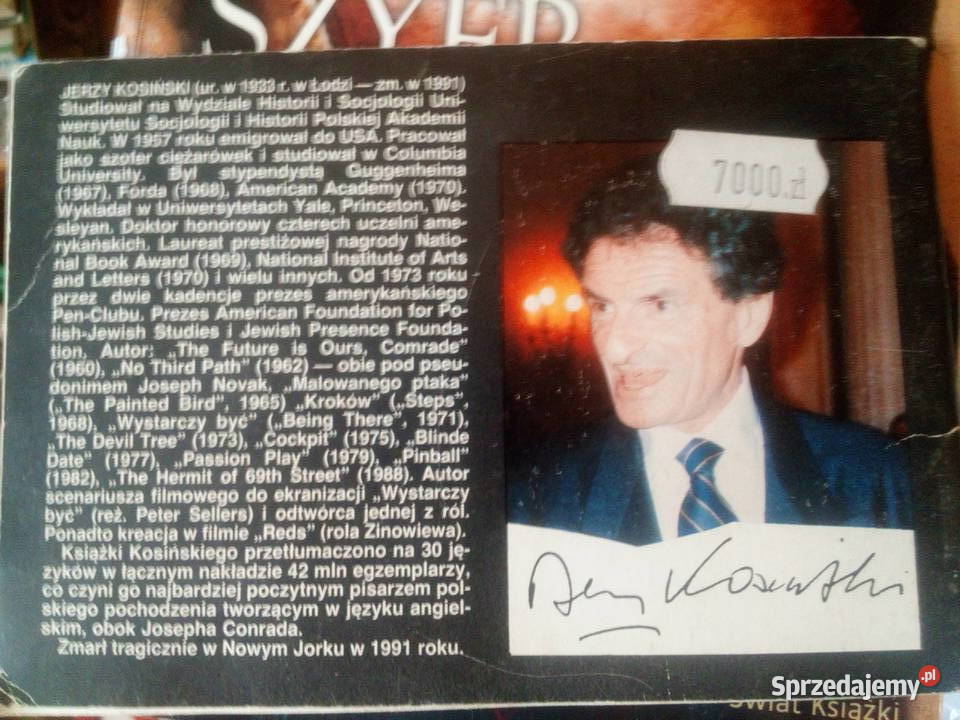 SZYFR
JERZY KOSIŃSKI (ur. w 1933 r. w Łodzi — zm. w 1991)
Studiował na Wydziale Historii i Socjologii Uni-
wersytetu Socjologii i Historii Polskiej Akademii
Nauk. W 1957 roku emigrował do USA. Pracował
jako szofer ciężarówek i studiował w Columbia
University. Był stypendystą Guggenheima
(1967), Forda (1968), American Academy (1970).
Wykładał w Uniwersytetach Yale, Princeton, We-
sleyan. Doktor honorowy czterech uczelni ame-
rykańskich. Laureat prestiżowej nagrody Natio-
nal Book Award (1969), National Institute of Arts
and Letters (1970) i wielu innych. Od 1973 roku
przez dwie kadencje prezes amerykańskiego
Pen-Clubu. Prezes American Foundation for Po-
lish-Jewish Studies i Jewish Presence Founda-
tion. Autor: „The Future is Ours, Comrade"
(1960), „No Third Path" (1962) — obie pod pseu-
donimem Joseph Novak, „Malowanego ptaka"
(„The Painted Bird", 1965) „Kroków" („Steps",
1968), „Wystarczy być" („Being There", 1971),
„The Devil Tree" (1973), „Cockpit" (1975), „Blinde
Date" (1977), „Passion Play" (1979), „Pinball"
(1982), „The Hermit of 69th Street" (1988). Autor
scenariusza filmowego do ekranizacji „Wystarczy
być" (reż. Peter Sellers) i odtwórca jednej z ról.
Ponadto kreacja w filmie „Reds" (rola Zinowiewa).
Książki Kosińskiego przetłumaczono na 30 ję-
zyków w łącznym nakładzie 42 mln egzemplarzy,
co czyni go najbardziej poczytnym pisarzem pol-
skiego pochodzenia tworzącym w języku angiel-
skim, obok Josepha Conrada.
Zmarł tragicznie w Nowym Jorku w 1991 roku.
7000.zł
Jerzy Kosiński
Sprzedajemy.pl
Świat Książki